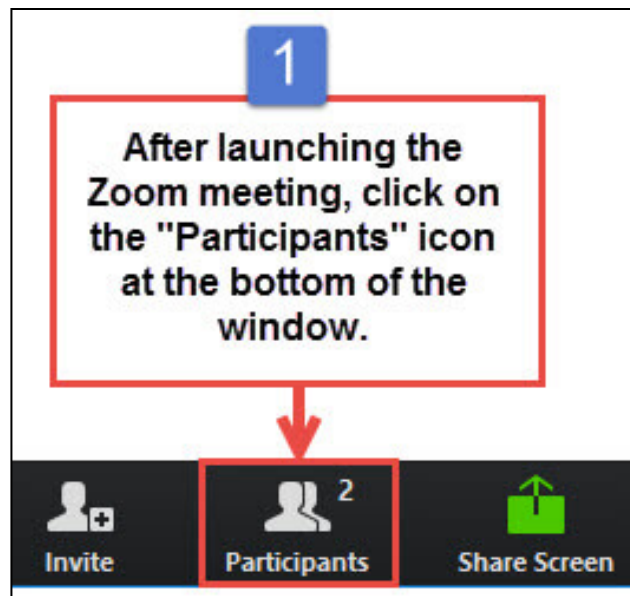 1
After launching the
Zoom meeting, click on
the "Participants" icon
at the bottom of the
window.
2
Invite
Participants
Share Screen